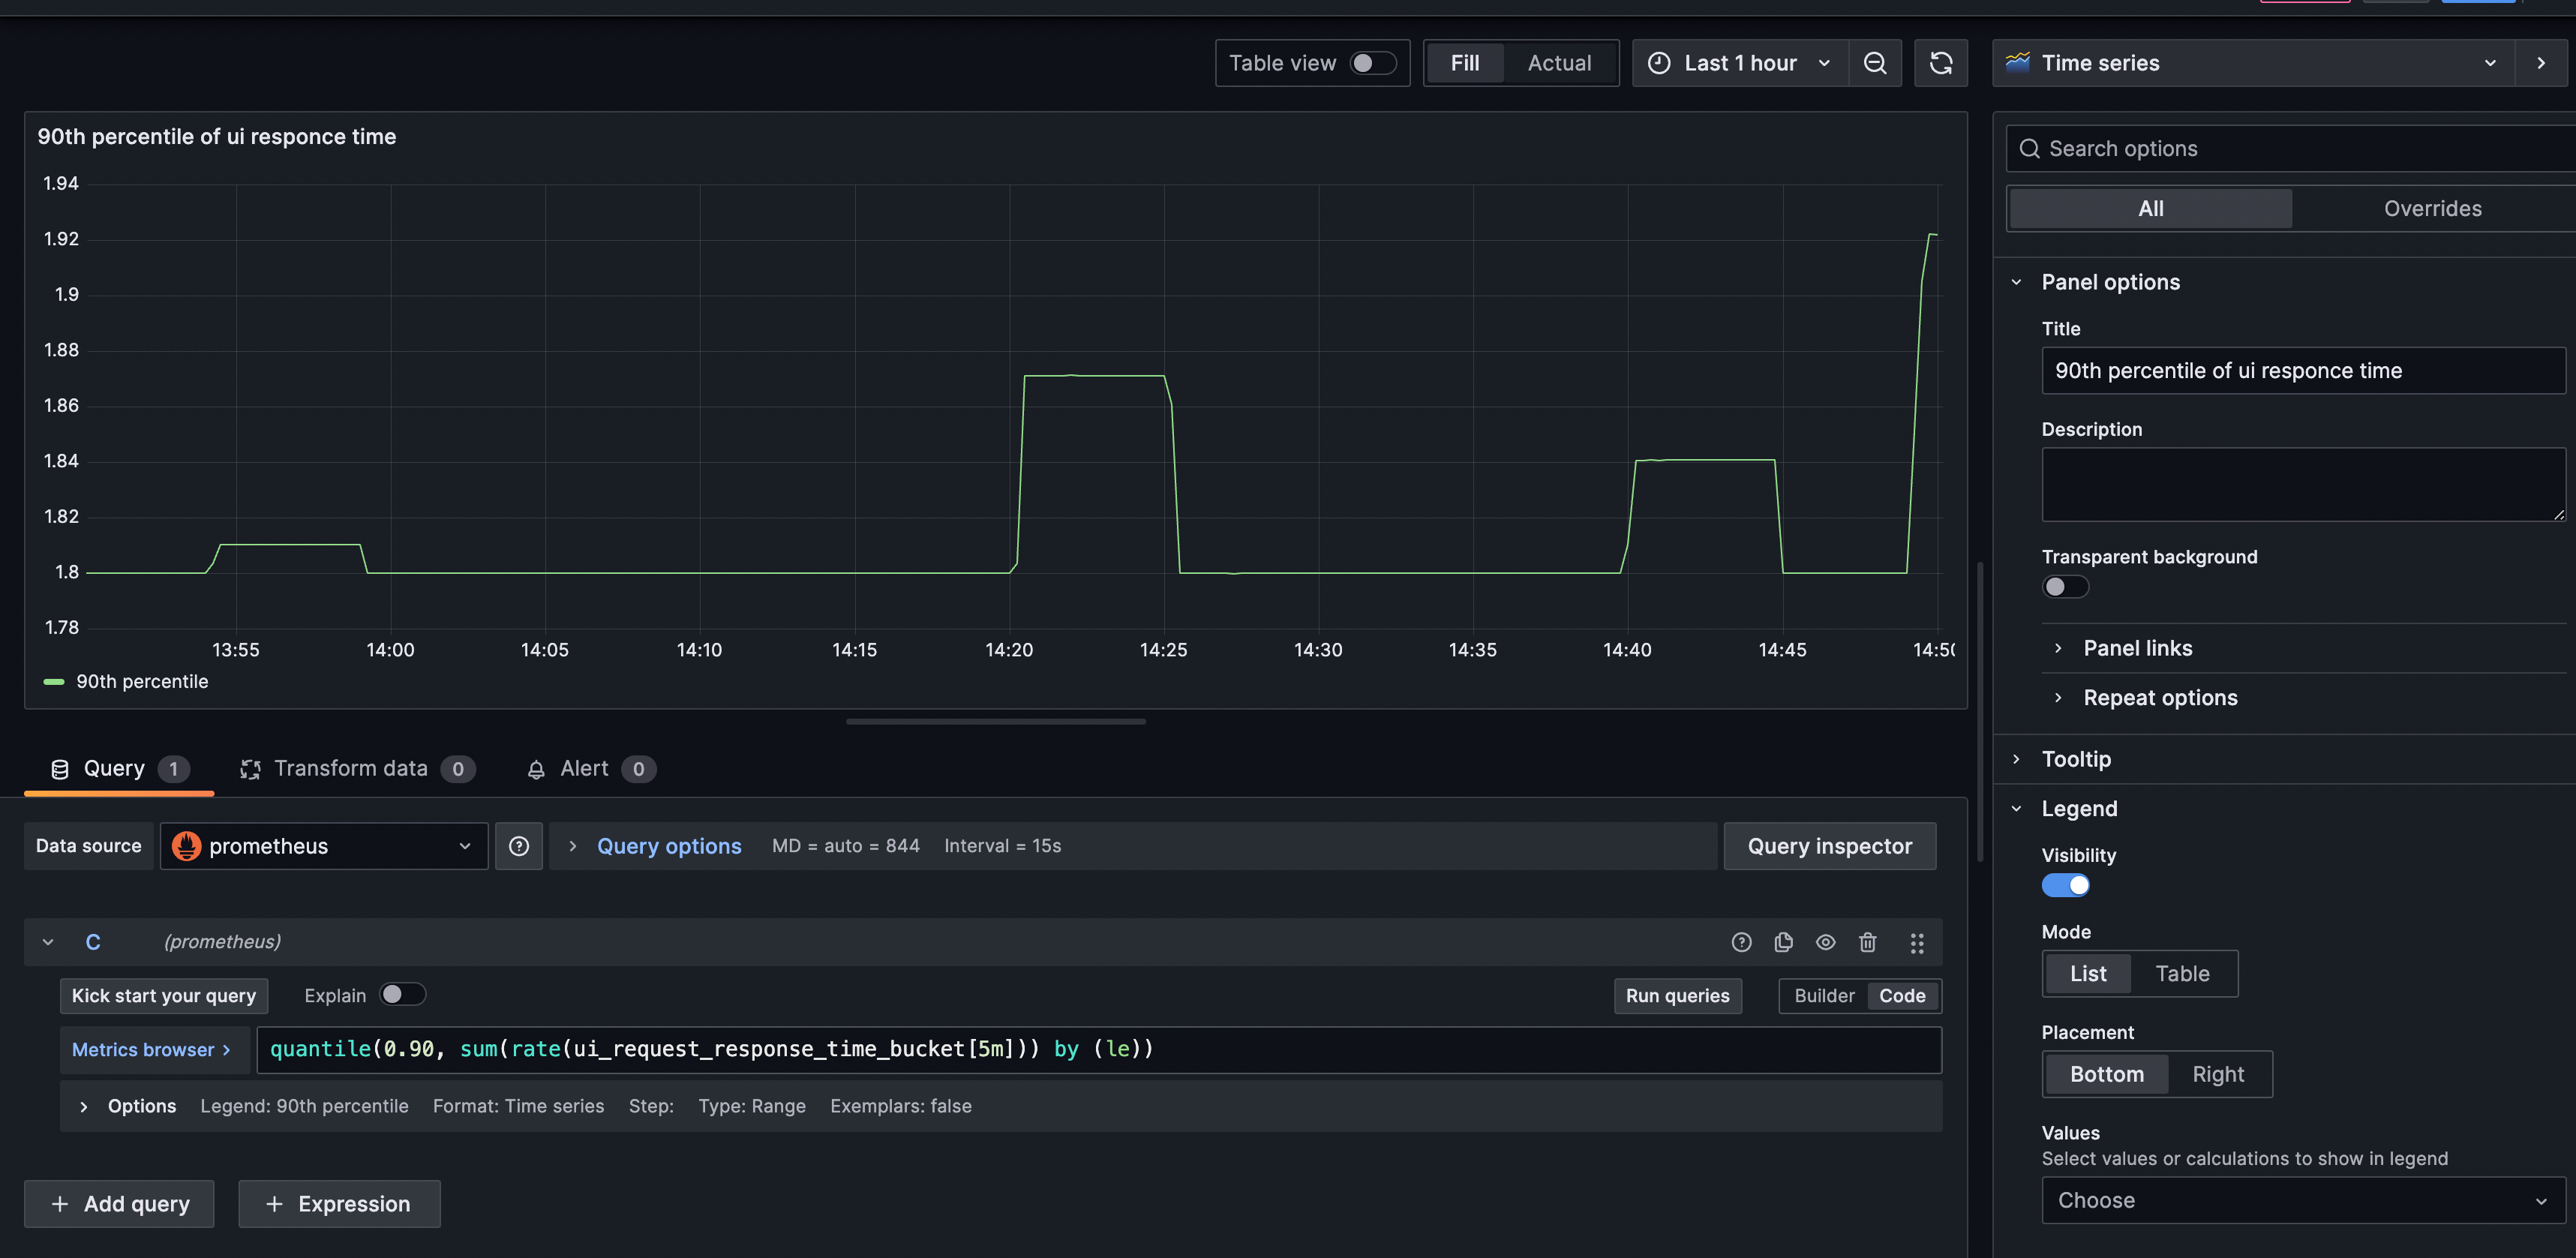 Table view
Fill Actual
Last 1 hour
Time series
90th percentile of ui responce time
1.94
1.92
1.9
1.88
1.86
1.84
1.82
1.8
1.78
13:55 14:00 14:05 14:10 14:15 14:20 14:25 14:30 14:35 14:40 14:45 14:50
90th percentile
Query 1 Transform data 0 Alert 0
Data source prometheus Query options MD = auto = 844 Interval = 15s Query inspector
C (prometheus)
Kick start your query Explain Run queries Builder Code
Metrics browser > quantile(0.90, sum(rate(ui_request_response_time_bucket[5m])) by (le))
Options Legend: 90th percentile Format: Time series Step: Type: Range Exemplars: false
+ Add query + Expression
Search options
All Overrides
Panel options
Title
90th percentile of ui responce time
Description
Transparent background
Panel links
Repeat options
Tooltip
Legend
Visibility
Mode
List Table
Placement
Bottom Right
Values
Select values or calculations to show in legend
Choose